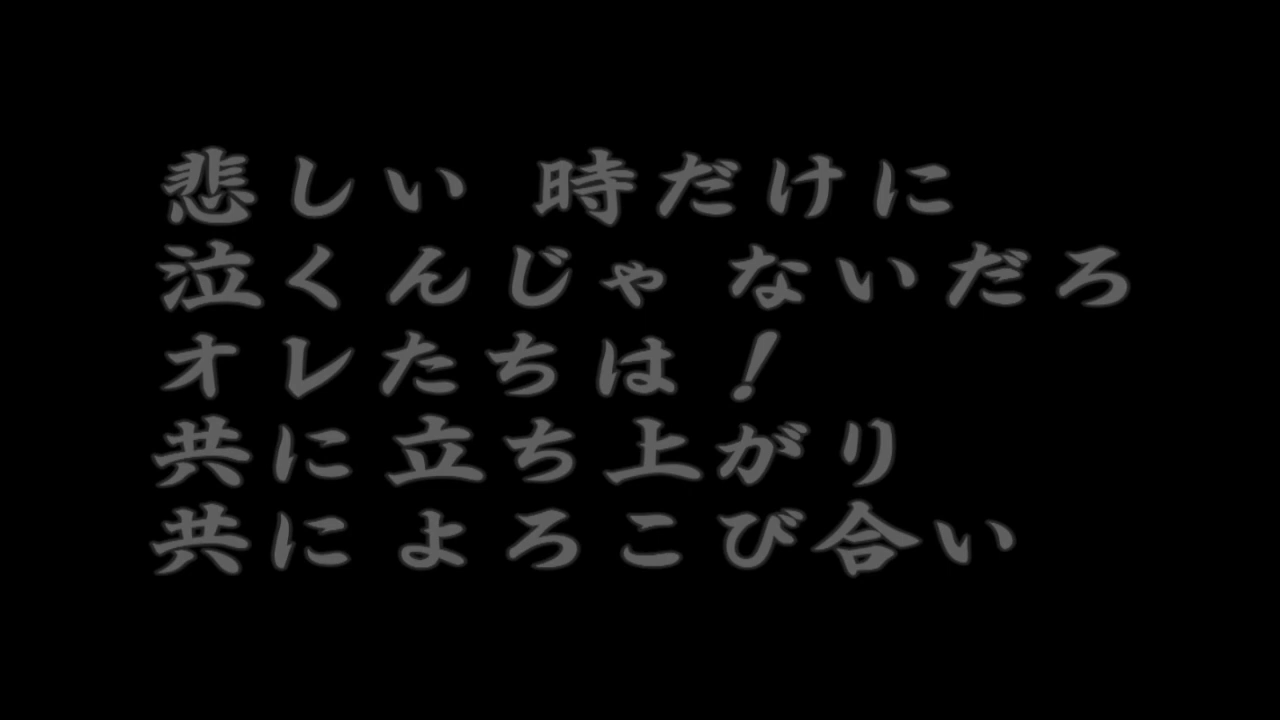 悲しい 時だけに
泣くんじゃ ないだろ
オレたちは！
共に 立ち上がり
共に よろこび合い